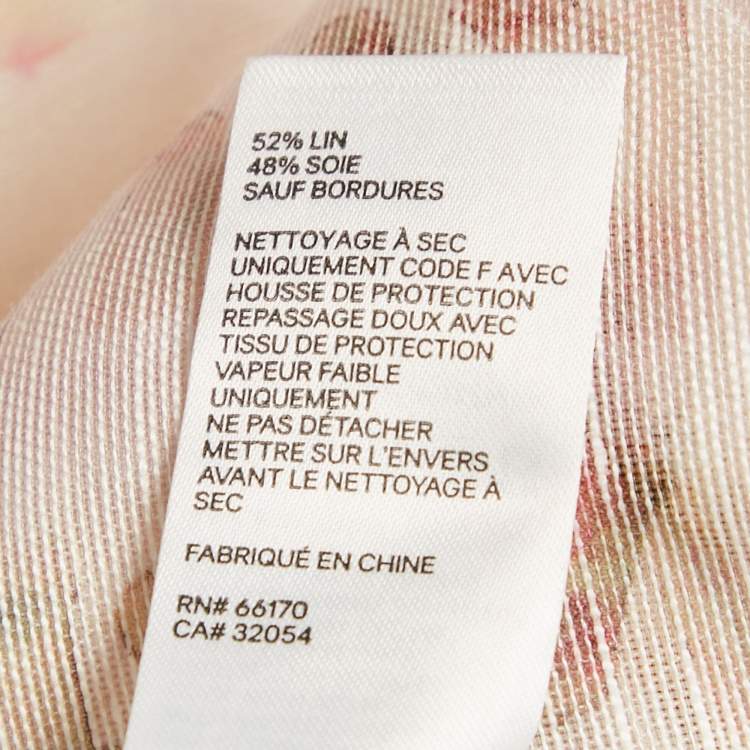 52% LIN
48% SOIE
SAUF BORDURES
NETTOYAGE À SEC
UNIQUEMENT CODE F AVEC
HOUSSE DE PROTECTION
REPASSAGE DOUX AVEC
TISSU DE PROTECTION
VAPEUR FAIBLE
UNIQUEMENT
NE PAS DÉTACHER
METTRE SUR L'ENVERS
AVANT LE NETTOYAGE À
SEC
FABRIQUÉ EN CHINE
RN# 66170
CA# 32054